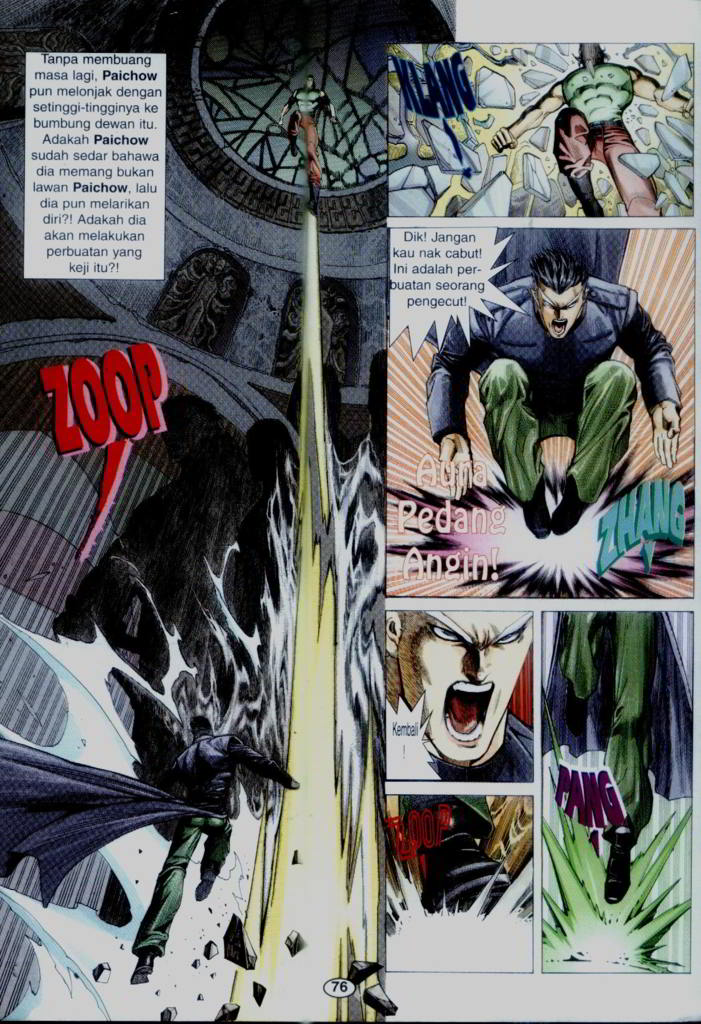 Tanpa membuang
masa lagi, Paichow
pun melonjak dengan
setinggi-tingginya ke
bumbung dewan itu.
Adakah Paichow
sudah sedar bahawa
dia memang bukan
lawan Paichow, lalu
dia pun melarikan
diri?! Adakah dia
akan melakukan
perbuatan yang
keji itu?!
ZOOP
KLANG
Dik! Jangan
kau nak cabut!
Ini adalah per-
buatan seorang
pengecut!
Aura
Pedang
Angin!
ZHANG
Kembali
!
PANG
ZOOP
76